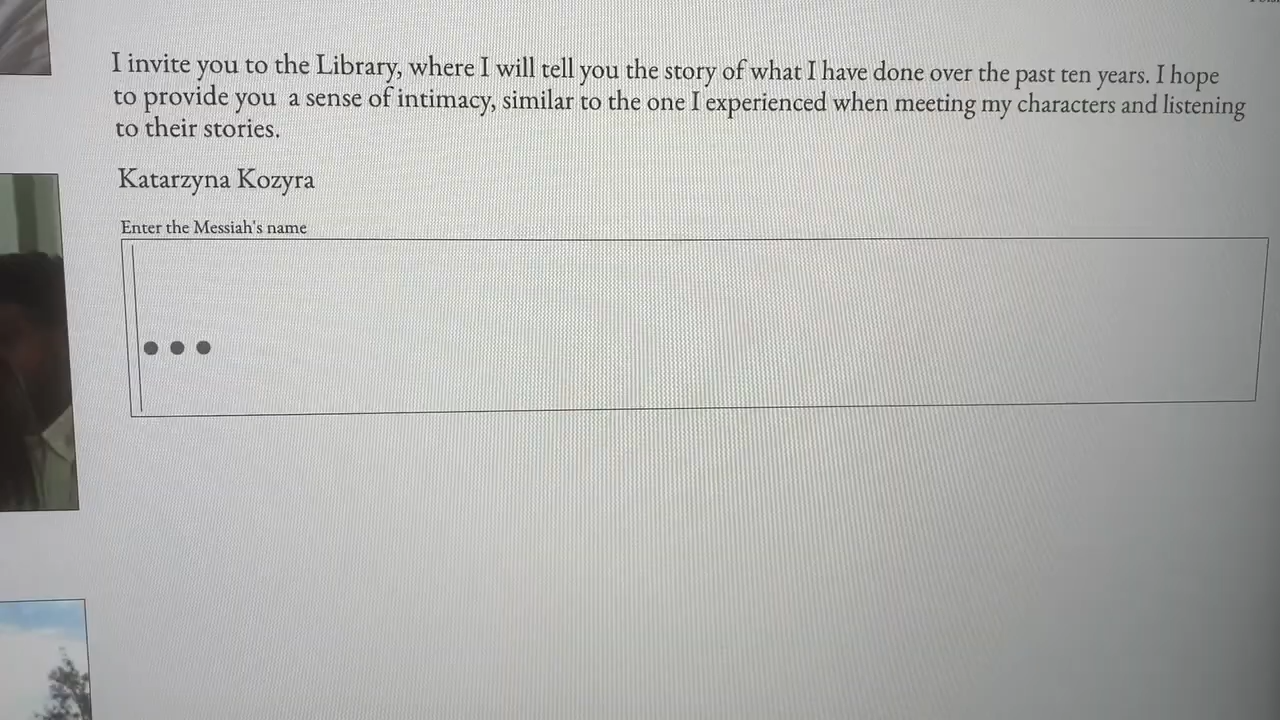 I invite you to the Library, where I will tell you the story of what I have done over the past ten years. I hope
to provide you a sense of intimacy, similar to the one I experienced when meeting my characters and listening
to their stories.
Katarzyna Kozyra
Enter the Messiah's name